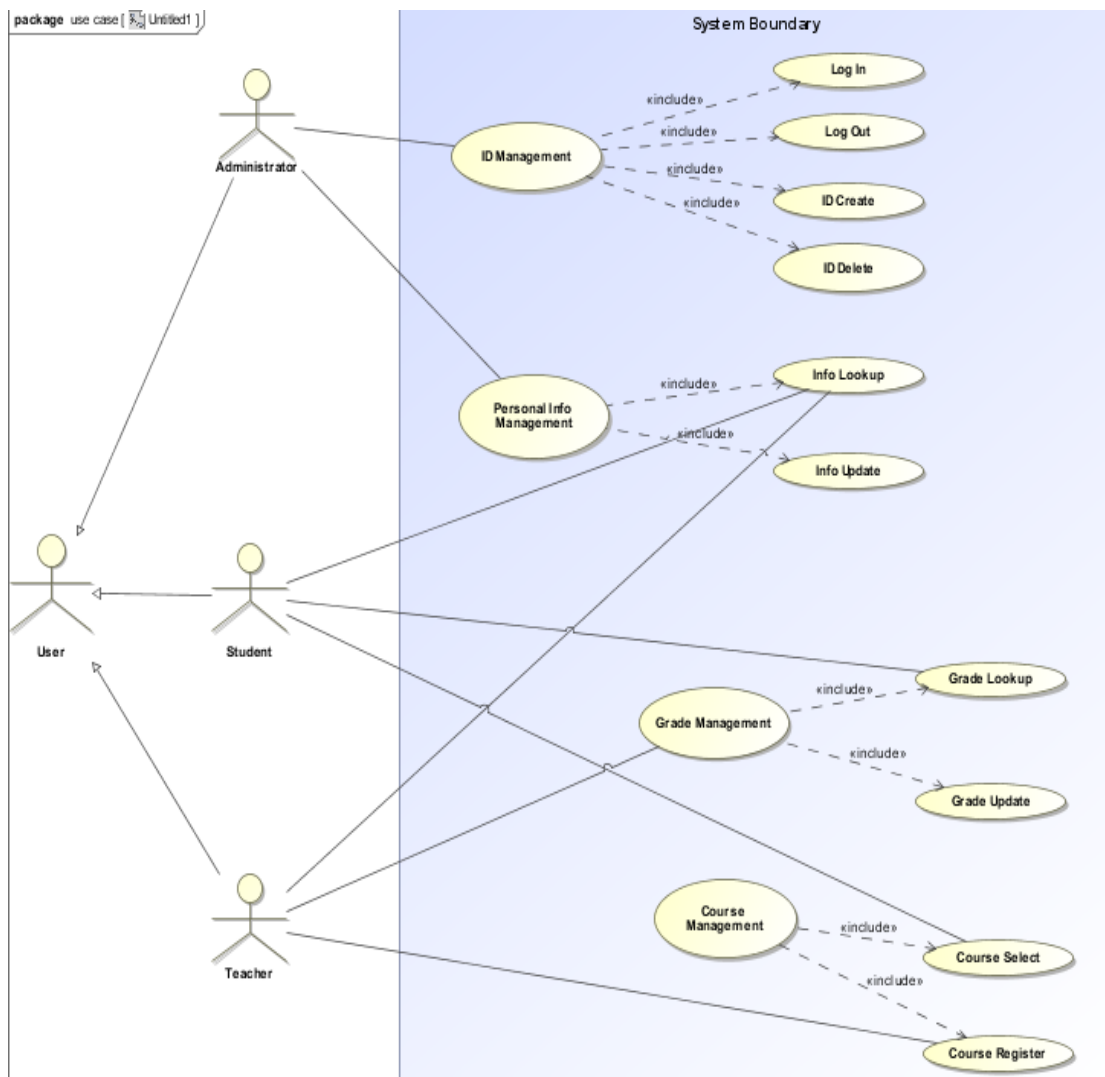 package use case [ Untitled1 ]
System Boundary
Log In
«include»
Log Out
«include»
ID Management
Administrator
«include»
ID Create
«include»
ID Delete
Info Lookup
«include»
Personal Info
Management
«include»
Info Update
User
Student
Grade Lookup
«include»
Grade Management
«include»
Grade Update
Course
Management
«include»
Course Select
Teacher
«include»
Course Register